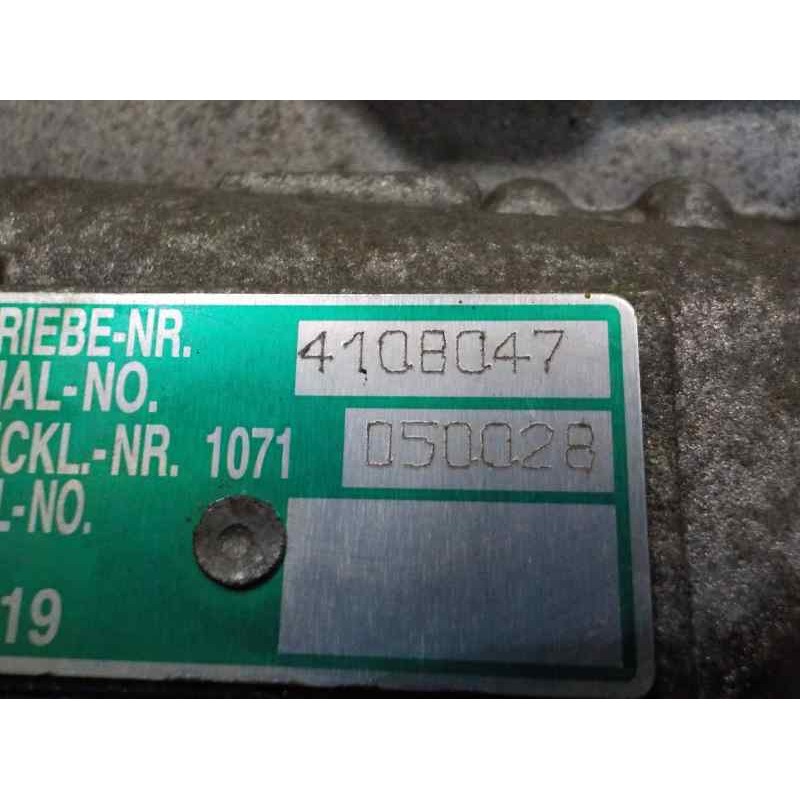 RIEBE-NR. 4108047
IAL-NO.
CKL.-NR. 1071 050028
L-NO.
19